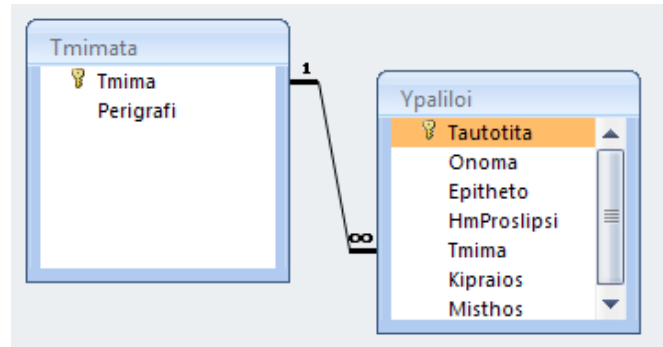 Tmimata
Tmima
Perigrafi
1
∞
Ypaliloi
Tautotita
Onoma
Epitheto
HmProslipsi
Tmima
Kipraios
Misthos